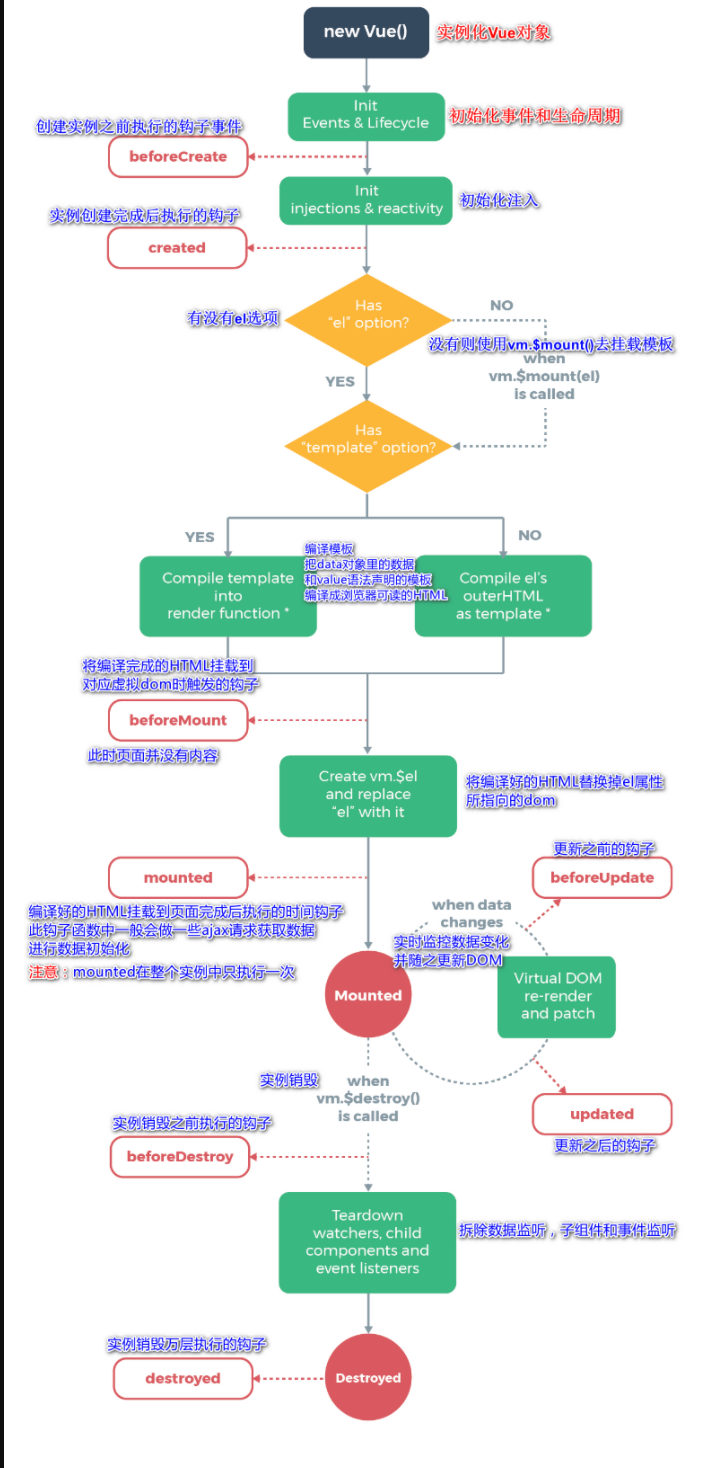 new Vue()
实例化Vue对象
Init
Events & Lifecycle
初始化事件和生命周期
创建实例之前执行的钩子事件
beforeCreate
Init
injections & reactivity
初始化注入
实例创建完成后执行的钩子
created
Has
“el” option?
有没有el选项
NO
没有则使用vm.$mount()去挂载模板
when
vm.$mount(el)
is called
YES
Has
“template” option?
YES
NO
编译模板
把data对象里的数据
和value语法声明的模板
编译成浏览器可读的HTML
Compile template
into
render function *
Compile el's
outerHTML
as template *
将编译完成的HTML挂载到
对应虚拟dom时触发的钩子
beforeMount
此时页面并没有内容
Create vm.$el
and replace
“el” with it
将编译好的HTML替换掉el属性
所指向的dom
mounted
编译好的HTML挂载到页面完成后执行的时间钩子
此钩子函数中一般会做一些ajax请求获取数据
进行数据初始化
注意：mounted在整个实例中只执行一次
更新之前的钩子
beforeUpdate
when data
changes
实时监控数据变化
并随之更新DOM
Mounted
Virtual DOM
re-render
and patch
updated
更新之后的钩子
实例销毁
when
vm.$destroy()
is called
实例销毁之前执行的钩子
beforeDestroy
Teardown
watchers, child
components and
event listeners
拆除数据监听，子组件和事件监听
实例销毁万层执行的钩子
destroyed
Destroyed